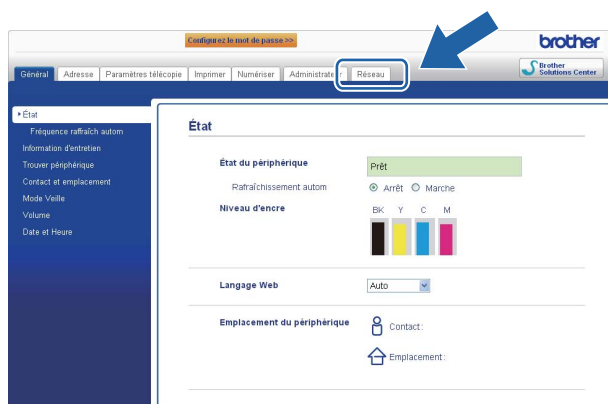 Configurez le mot de passe >>
brother
Général Adresse Paramètres télécopie Imprimer Numériser Administrateur Réseau
Brother
Solutions Center
État
Fréquence raffraîch autom
Information d'entretien
Trouver périphérique
Contact et emplacement
Mode Veille
Volume
Date et Heure
État
État du périphérique Prêt
Rafraîchissement autom Arrêt Marche
Niveau d'encre BK Y C M
Langage Web Auto
Emplacement du périphérique Contact :
Emplacement :